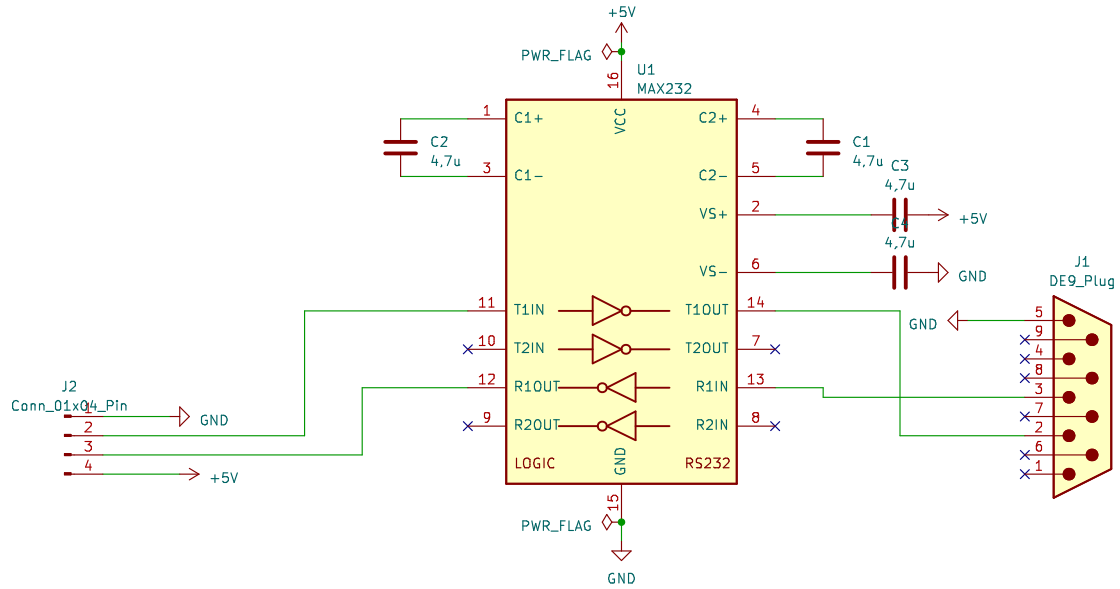 +5V
PWR_FLAG
U1
MAX232
16
VCC
1
C1+
C2+
4
C2
4,7u
C1
4,7u
3
C1-
C2-
5
C3
4,7u
VS+
2
+5V
C4
4,7u
VS-
6
GND
J1
DE9_Plug
11
T1IN
T1OUT
14
GND
5
9
10
T2IN
T2OUT
7
4
8
12
R1OUT
R1IN
13
3
J2
Conn_01x04_Pin
1
GND
7
9
R2OUT
R2IN
8
2
2
3
6
LOGIC
GND
RS232
4
+5V
1
15
PWR_FLAG
GND